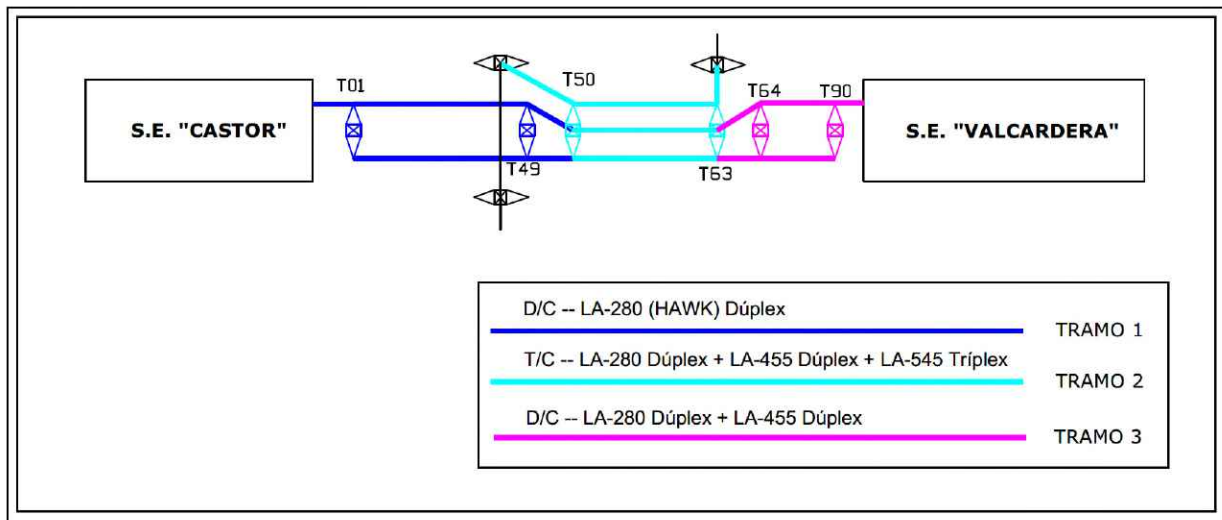 T01
T50
T64
T90
S.E. "CASTOR"
S.E. "VALCARDERA"
T49
T63
D/C -- LA-280 (HAWK) Dúplex
TRAMO 1
T/C -- LA-280 Dúplex + LA-455 Dúplex + LA-545 Tríplex
TRAMO 2
D/C -- LA-280 Dúplex + LA-455 Dúplex
TRAMO 3